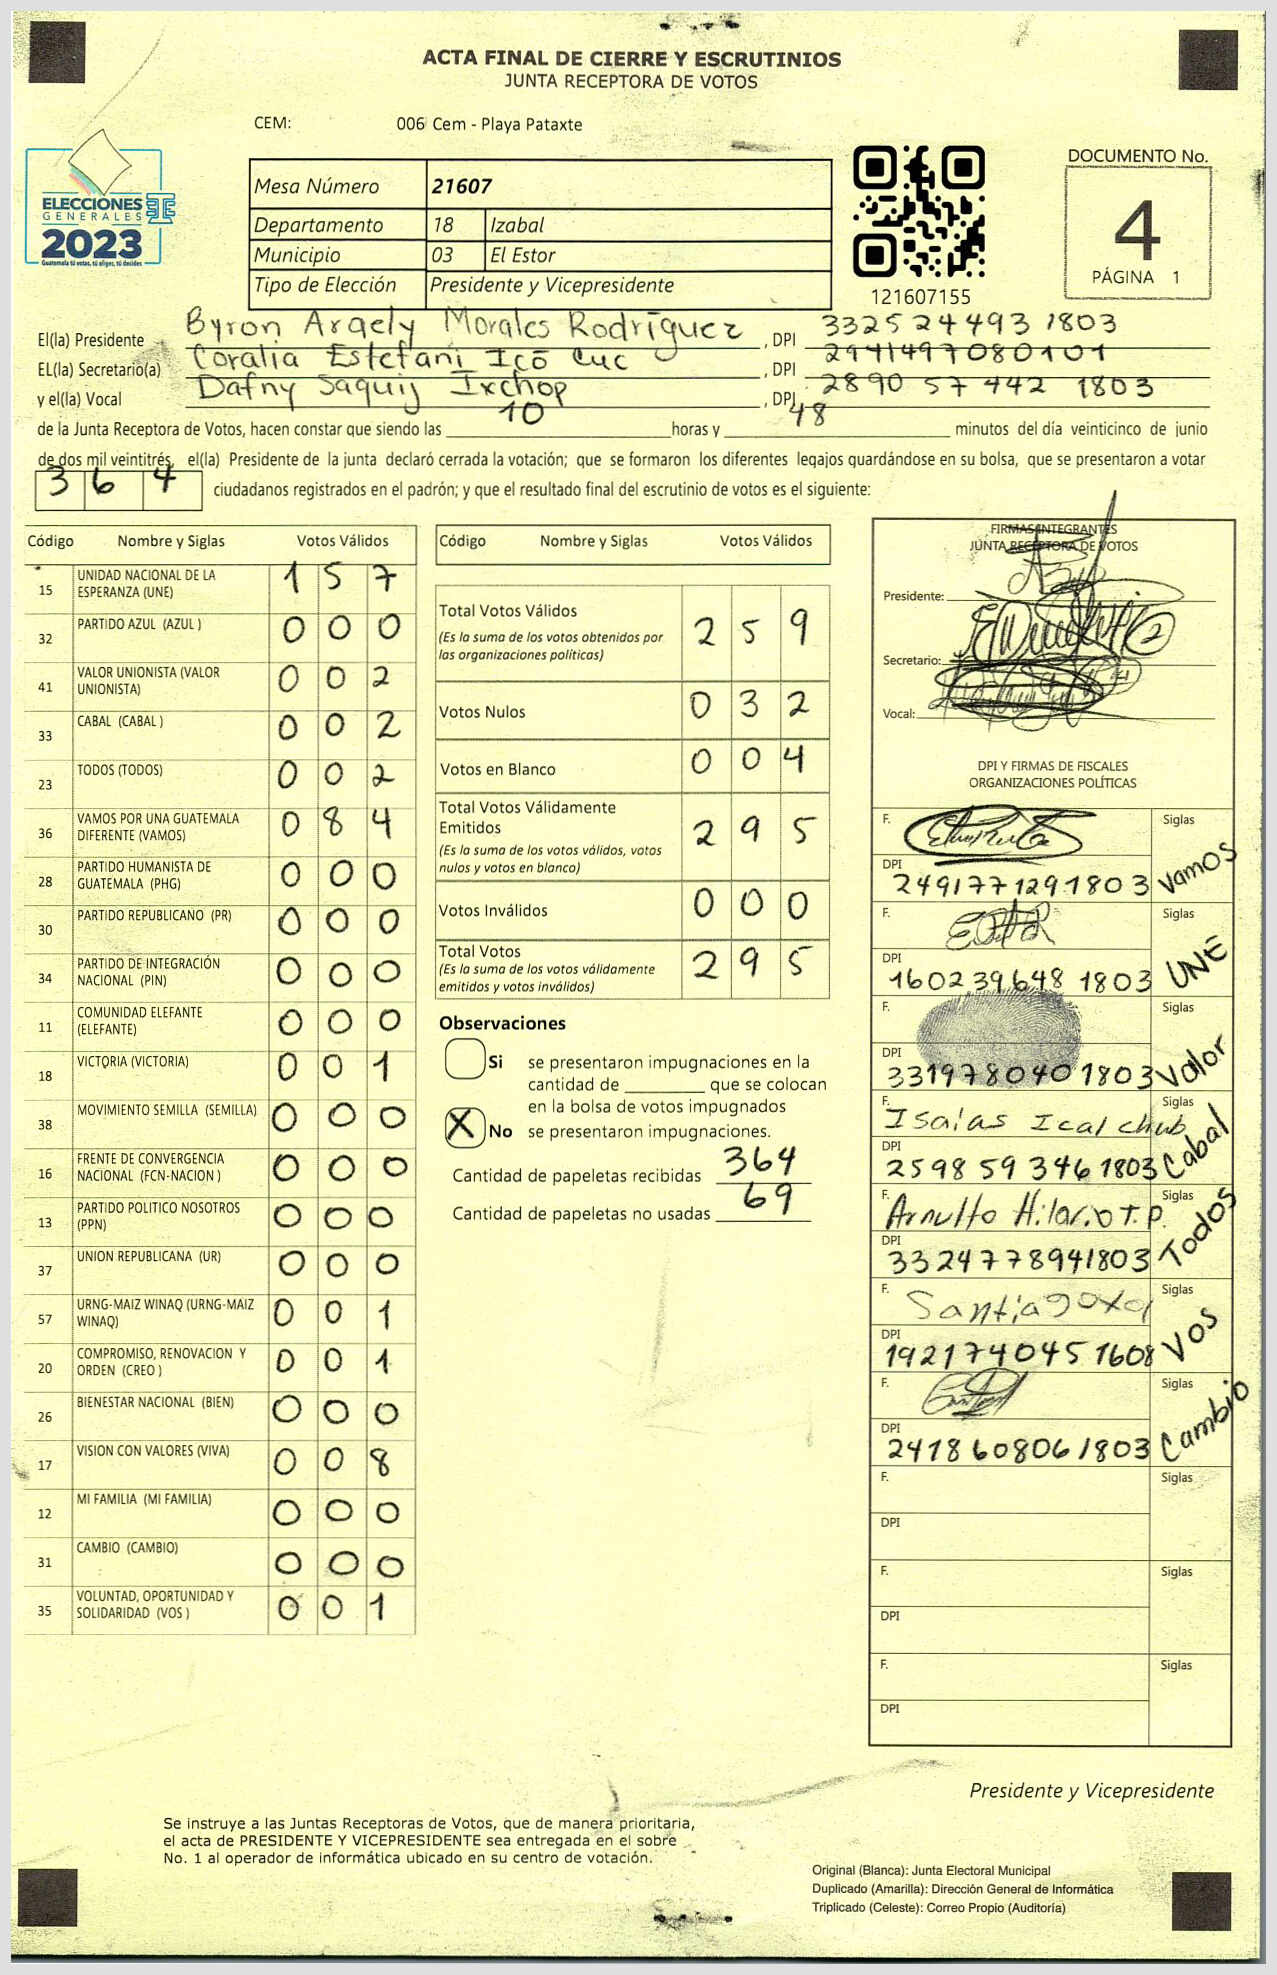 ACTA FINAL DE CIERRE Y ESCRUTINIOS
JUNTA RECEPTORA DE VOTOS
CEM: 006 Cem - Playa Pataxte
ELECCIONES
GENERALES
2023
Guatemala tú votas, tú eliges, tú decides
Mesa Número 21607
Departamento 18 Izabal
Municipio 03 El Estor
Tipo de Elección Presidente y Vicepresidente
121607155
DOCUMENTO No.
4
PÁGINA 1
El(la) Presidente Byron Araely Morales Rodríguez, DPI 3325 24493 1803
EL(la) Secretario(a) Coralia Estefani Icó Cuc, DPI 2941497080101
y el(la) Vocal Dafny Saquij Ixchop, DPI 2890 57 442 1803
de la Junta Receptora de Votos, hacen constar que siendo las 10 horas y 48 minutos del día veinticinco de junio
de dos mil veintitrés, el(la) Presidente de la junta declaró cerrada la votación; que se formaron los diferentes legajos guardándose en su bolsa, que se presentaron a votar
364 ciudadanos registrados en el padrón; y que el resultado final del escrutinio de votos es el siguiente:
Código Nombre y Siglas Votos Válidos
15 UNIDAD NACIONAL DE LA ESPERANZA (UNE) 1 5 7
32 PARTIDO AZUL (AZUL ) 0 0 0
41 VALOR UNIONISTA (VALOR UNIONISTA) 0 0 2
33 CABAL (CABAL ) 0 0 2
23 TODOS (TODOS) 0 0 2
36 VAMOS POR UNA GUATEMALA DIFERENTE (VAMOS) 0 8 4
28 PARTIDO HUMANISTA DE GUATEMALA (PHG) 0 0 0
30 PARTIDO REPUBLICANO (PR) 0 0 0
34 PARTIDO DE INTEGRACIÓN NACIONAL (PIN) 0 0 0
11 COMUNIDAD ELEFANTE (ELEFANTE) 0 0 0
18 VICTORIA (VICTORIA) 0 0 1
38 MOVIMIENTO SEMILLA (SEMILLA) 0 0 0
16 FRENTE DE CONVERGENCIA NACIONAL (FCN-NACION ) 0 0 0
13 PARTIDO POLITICO NOSOTROS (PPN) 0 0 0
37 UNION REPUBLICANA (UR) 0 0 0
57 URNG-MAIZ WINAQ (URNG-MAIZ WINAQ) 0 0 1
20 COMPROMISO, RENOVACION Y ORDEN (CREO ) 0 0 1
26 BIENESTAR NACIONAL (BIEN) 0 0 0
17 VISION CON VALORES (VIVA) 0 0 8
12 MI FAMILIA (MI FAMILIA) 0 0 0
31 CAMBIO (CAMBIO) 0 0 0
35 VOLUNTAD, OPORTUNIDAD Y SOLIDARIDAD (VOS ) 0 0 1
Código Nombre y Siglas Votos Válidos
Total Votos Válidos 2 5 9
(Es la suma de los votos obtenidos por
las organizaciones políticas)
Votos Nulos 0 3 2
Votos en Blanco 0 0 4
Total Votos Válidamente
Emitidos 2 9 5
(Es la suma de los votos válidos, votos
nulos y votos en blanco)
Votos Inválidos 0 0 0
Total Votos 2 9 5
(Es la suma de los votos válidamente
emitidos y votos inválidos)
Observaciones
Si se presentaron impugnaciones en la
cantidad de ________ que se colocan
en la bolsa de votos impugnados
X No se presentaron impugnaciones.
Cantidad de papeletas recibidas 364
Cantidad de papeletas no usadas 69
FIRMAS INTEGRANTES
JUNTA RECEPTORA DE VOTOS
Presidente:
Secretario:
Vocal:
DPI Y FIRMAS DE FISCALES
ORGANIZACIONES POLÍTICAS
F. Siglas
DPI 2491771291803 Vamos
F. Siglas
DPI 160239648 1803 UNE
F. Siglas
DPI 3319780401803 Valor
F. Isaias Ical chub Siglas
DPI 2598 59 346 1803 Cabal
F. Arnulfo Hilario T.P. Siglas
DPI 3324778941803 Todos
F. Siglas
DPI 1921740451608 Vos
F. Siglas
DPI 2418608061803 Cambio
F. Siglas
DPI
F. Siglas
DPI
F. Siglas
DPI
Presidente y Vicepresidente
Se instruye a las Juntas Receptoras de Votos, que de manera prioritaria,
el acta de PRESIDENTE Y VICEPRESIDENTE sea entregada en el sobre
No. 1 al operador de informática ubicado en su centro de votación.
Original (Blanca): Junta Electoral Municipal
Duplicado (Amarilla): Dirección General de Informática
Triplicado (Celeste): Correo Propio (Auditoría)